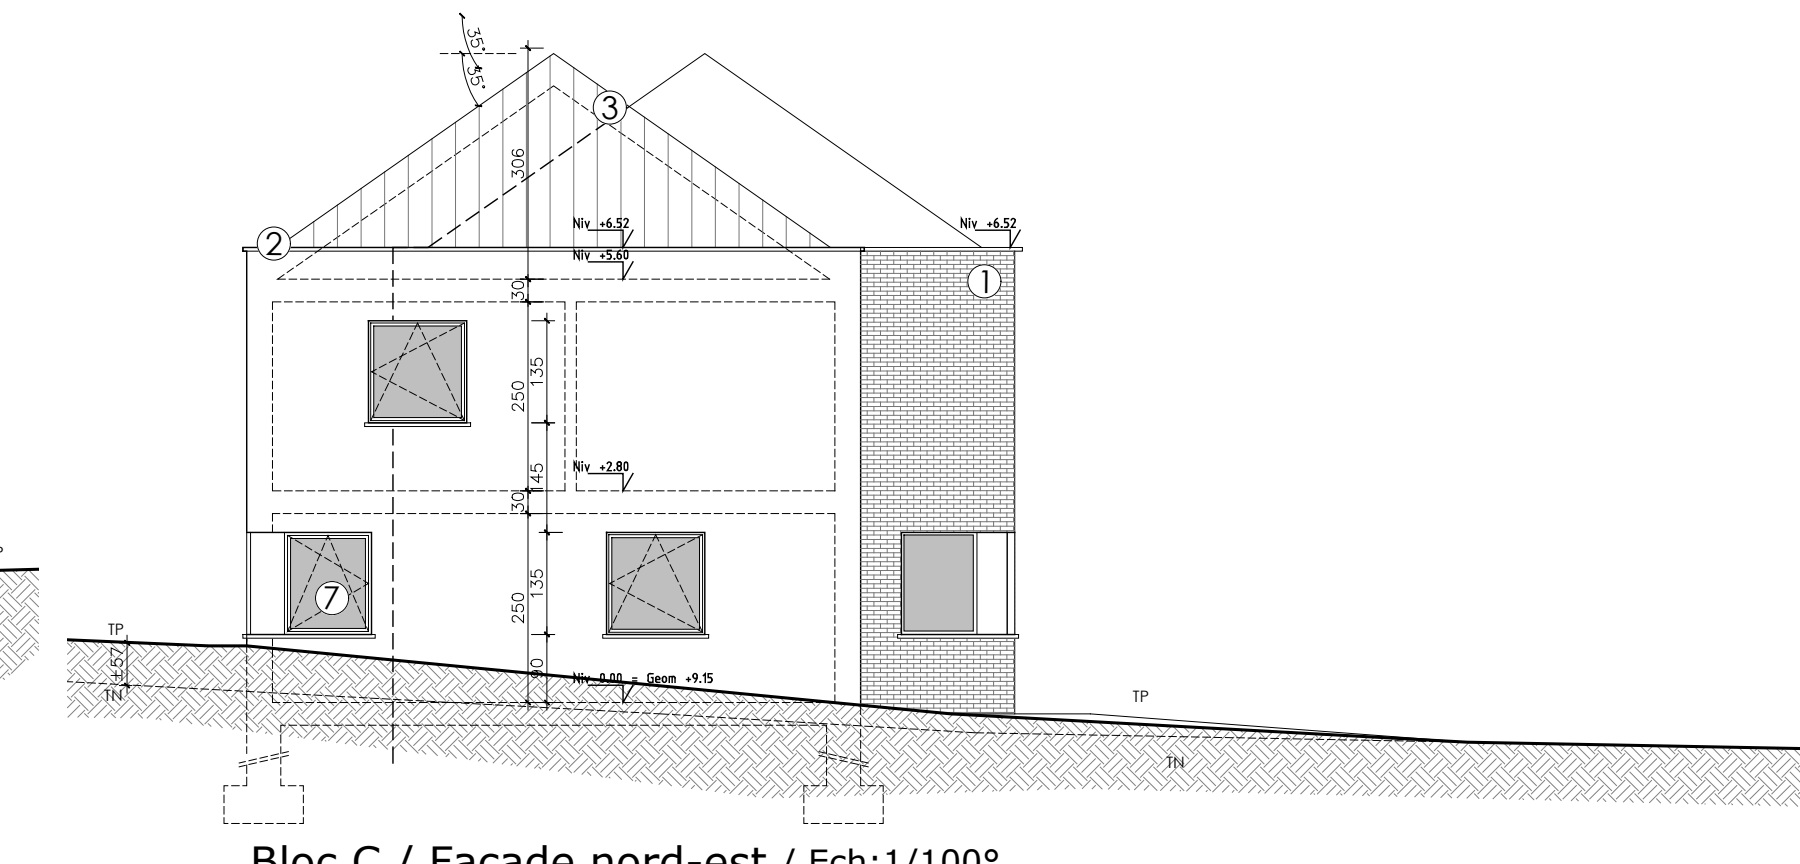 35°
35°
3
306
Niv +6.52
Niv +6.52
2
Niv +5.60
1
30
135
250
Niv +2.80
145
30
135
7
250
TP
±57
TN
90
Niv 0.00 = Geom +9.15
TP
TN
Bloc C / Façade nord-est / Ech:1/100°